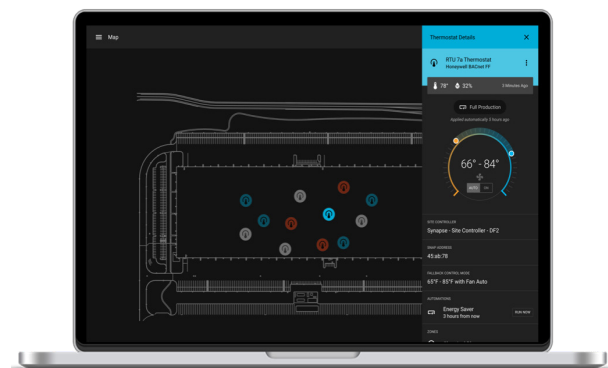 Map
Thermostat Details
RTU 7a Thermostat
Honeywell BACnet FF
78° 32% 3 Minutes Ago
Full Production
Applied automatically 3 hours ago
66° - 84°
AUTO ON
SITE CONTROLLER
Synapse - Site Controller - DF2
SNAP ADDRESS
45:ab:78
FALLBACK CONTROL MODE
65°F - 85°F with Fan Auto
AUTOMATIONS
Energy Saver
3 hours from now
RUN NOW
ZONES